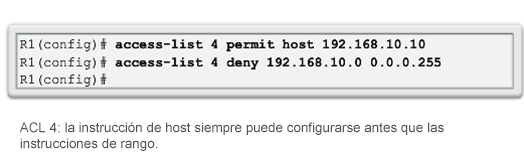 R1(config)# access-list 4 permit host 192.168.10.10
R1(config)# access-list 4 deny 192.168.10.0 0.0.0.255
R1(config)#
ACL 4: la instrucción de host siempre puede configurarse antes que las
instrucciones de rango.